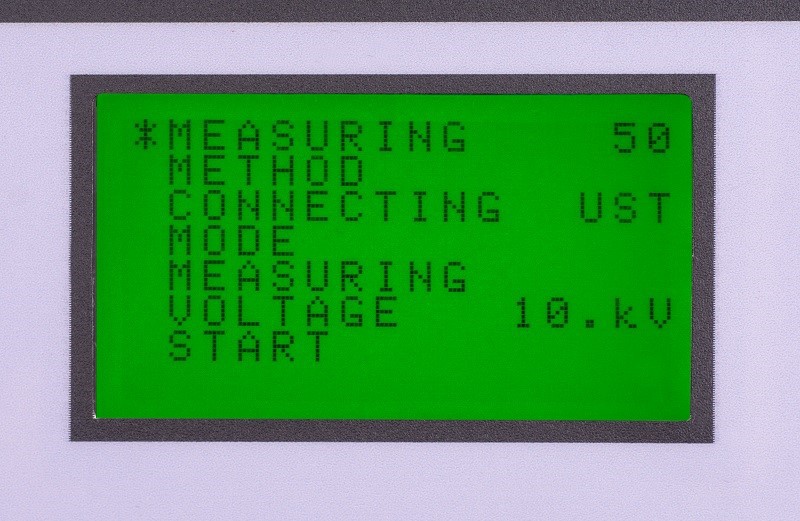 *MEASURING 50
METHOD
CONNECTING UST
MODE
MEASURING
VOLTAGE 10.kV
START